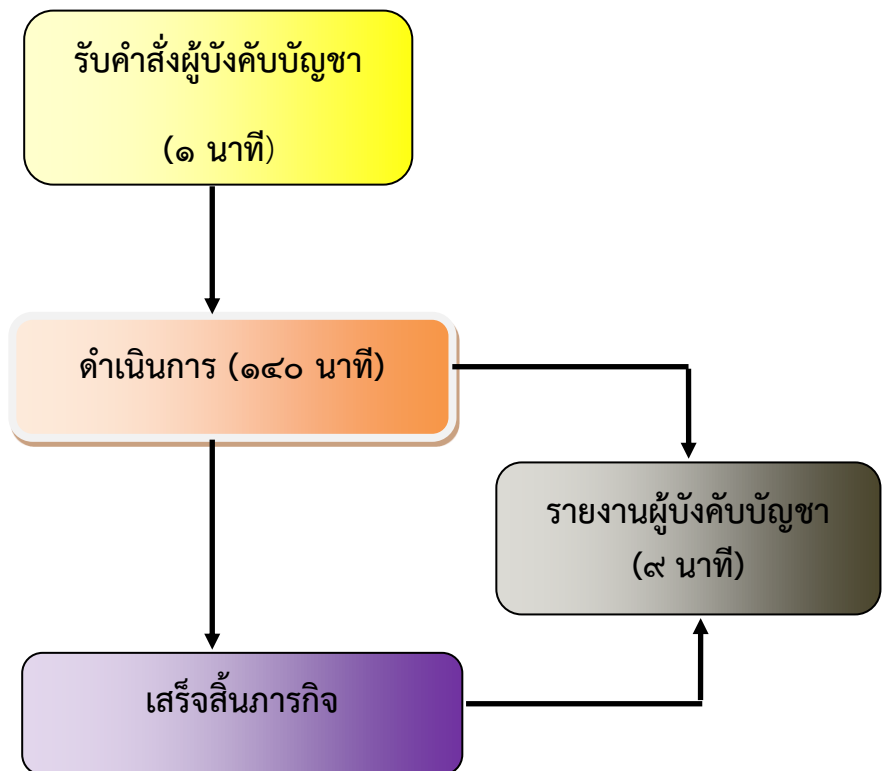 รับคำสั่งผู้บังคับบัญชา
(๑ นาที)
ดำเนินการ (๑๔๐ นาที)
รายงานผู้บังคับบัญชา
(๙ นาที)
เสร็จสิ้นภารกิจ